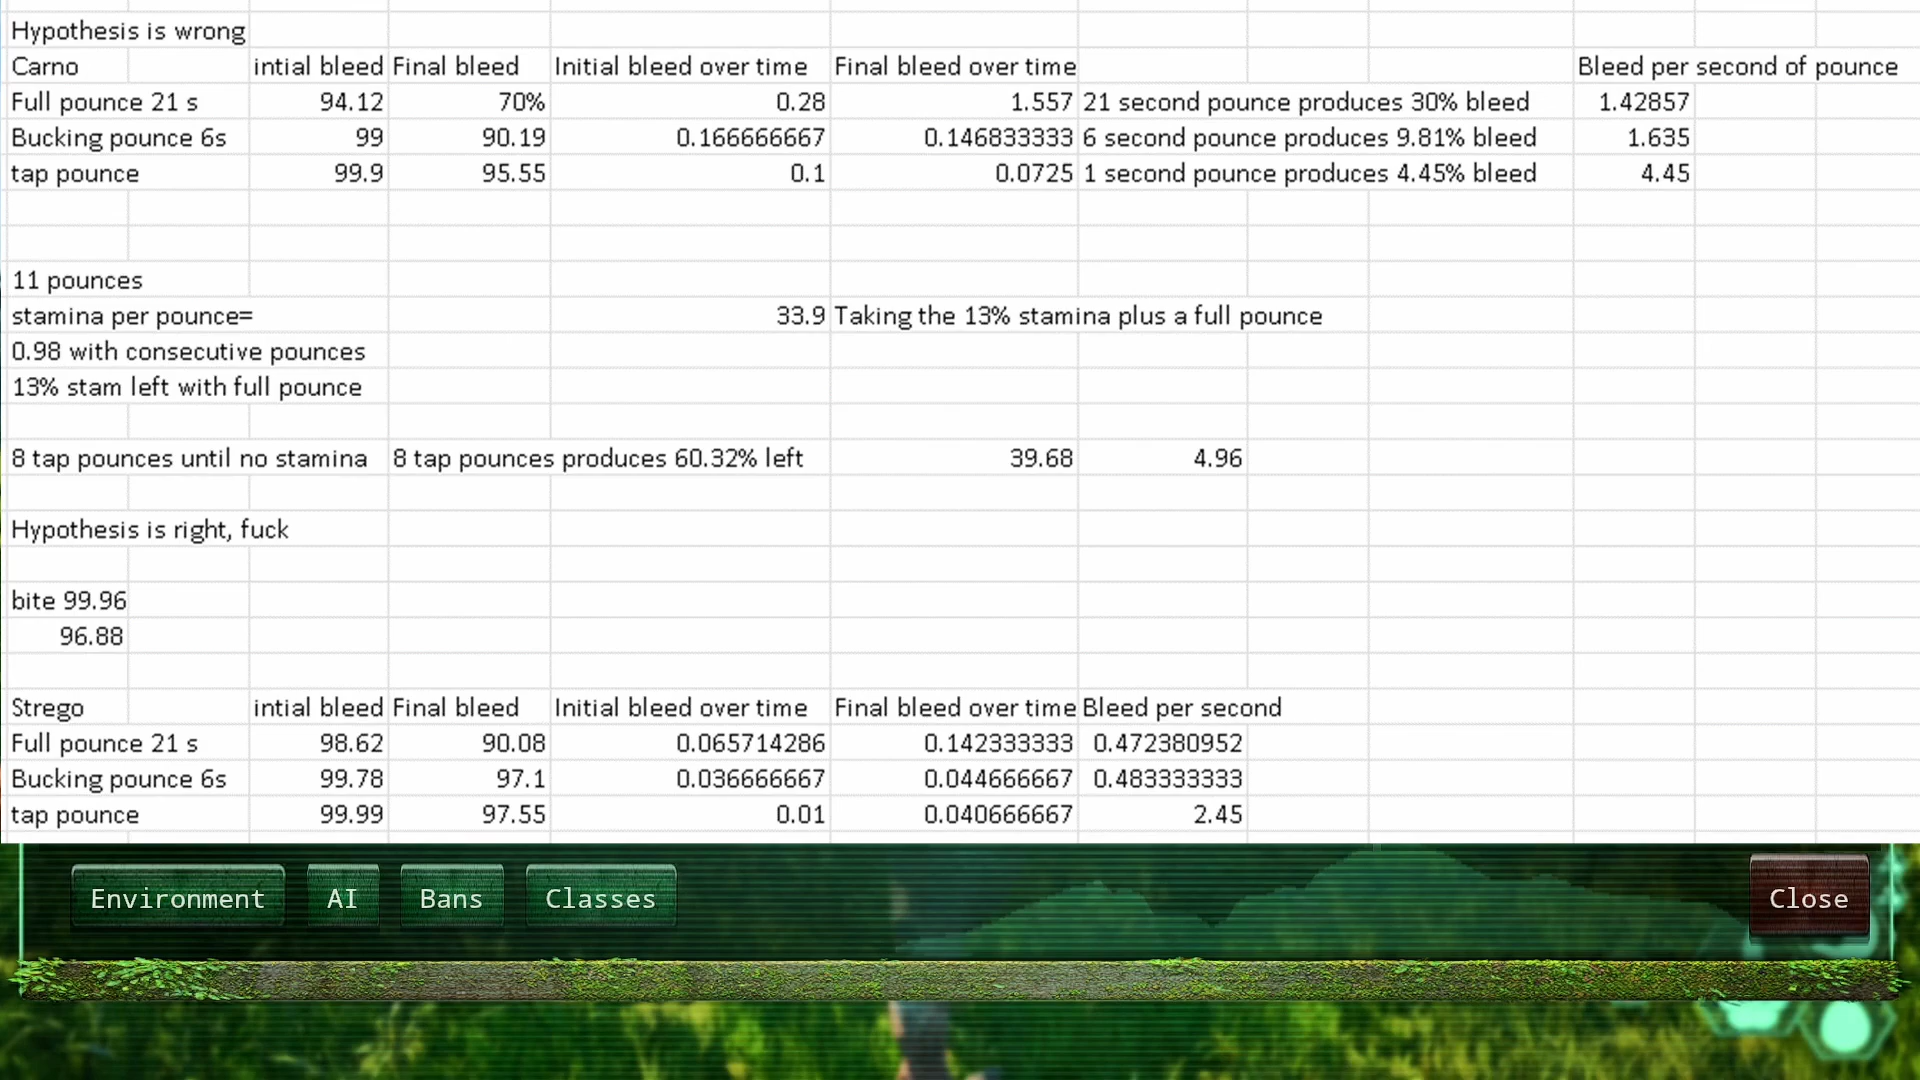 Hypothesis is wrong
Carno intial bleed Final bleed Initial bleed over time Final bleed over time Bleed per second of pounce
Full pounce 21 s 94.12 70% 0.28 1.557 21 second pounce produces 30% bleed 1.42857
Bucking pounce 6s 99 90.19 0.166666667 0.146833333 6 second pounce produces 9.81% bleed 1.635
tap pounce 99.9 95.55 0.1 0.0725 1 second pounce produces 4.45% bleed 4.45
11 pounces
stamina per pounce= 33.9 Taking the 13% stamina plus a full pounce
0.98 with consecutive pounces
13% stam left with full pounce
8 tap pounces until no stamina 8 tap pounces produces 60.32% left 39.68 4.96
Hypothesis is right, fuck
bite 99.96
96.88
Strego intial bleed Final bleed Initial bleed over time Final bleed over time Bleed per second
Full pounce 21 s 98.62 90.08 0.065714286 0.142333333 0.472380952
Bucking pounce 6s 99.78 97.1 0.036666667 0.044666667 0.483333333
tap pounce 99.99 97.55 0.01 0.040666667 2.45
Environment AI Bans Classes Close